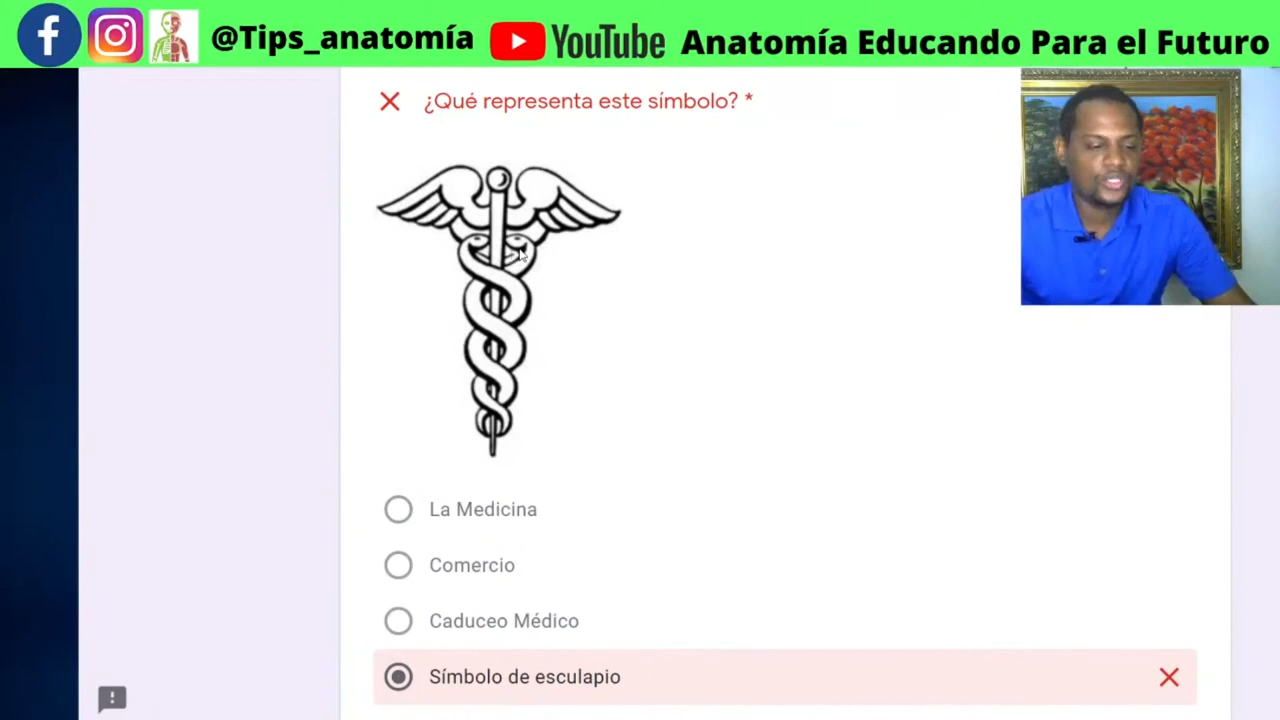 @Tips_anatomía YouTube Anatomía Educando Para el Futuro
¿Qué representa este símbolo? *
La Medicina
Comercio
Caduceo Médico
Símbolo de esculapio